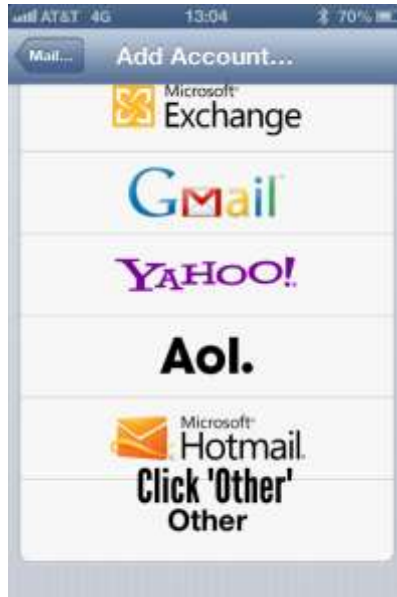 AT&T 4G 13:04 70%
Mail... Add Account...
Microsoft
Exchange
Gmail
YAHOO!
Aol.
Microsoft
Hotmail
Click 'Other'
Other